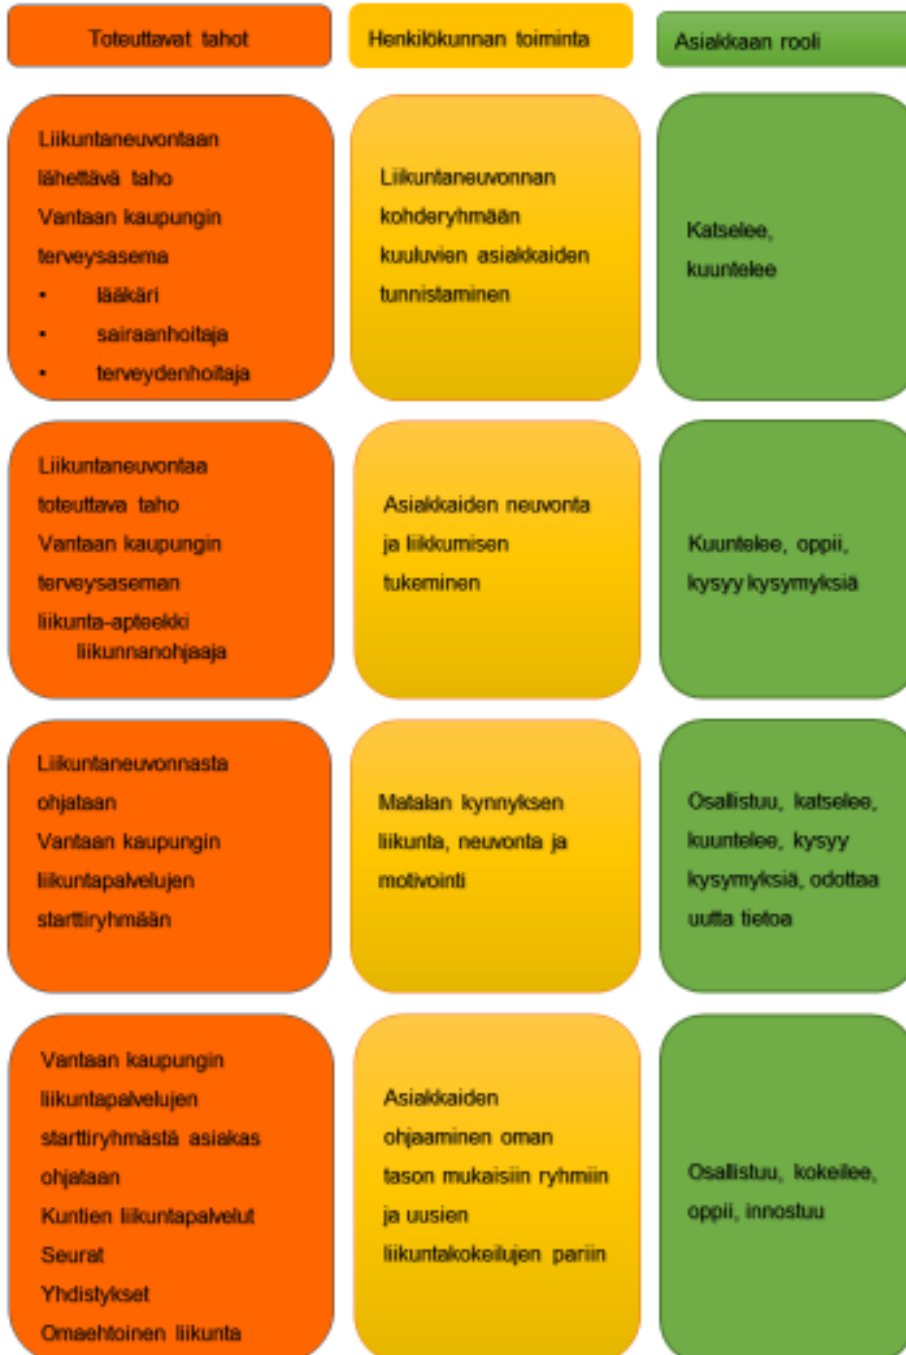 Toteuttavat tahot
Henkilökunnan toiminta
Asiakkaan rooli
Liikuntaneuvontaan
lähettävä taho
Vantaan kaupungin
terveysasema
• lääkäri
• sairaanhoitaja
• terveydenhoitaja
Liikuntaneuvonnan
kohderyhmään
kuuluvien asiakkaiden
tunnistaminen
Katselee,
kuuntelee
Liikuntaneuvontaa
toteuttava taho
Vantaan kaupungin
terveysaseman
liikunta-apteekki
liikunnanohjaaja
Asiakkaiden neuvonta
ja liikkumisen
tukeminen
Kuuntelee, oppii,
kysyy kysymyksiä
Liikuntaneuvonnasta
ohjataan
Vantaan kaupungin
liikuntapalvelujen
starttiryhmään
Matalan kynnyksen
liikunta, neuvonta ja
motivointi
Osallistuu, katselee,
kuuntelee, kysyy
kysymyksiä, odottaa
uutta tietoa
Vantaan kaupungin
liikuntapalvelujen
starttiryhmästä asiakas
ohjataan
Kuntien liikuntapalvelut
Seurat
Yhdistykset
Omaehtoinen liikunta
Asiakkaiden
ohjaaminen oman
tason mukaisiin ryhmiin
ja uusien
liikuntakokeilujen pariin
Osallistuu, kokeilee,
oppii, innostuu